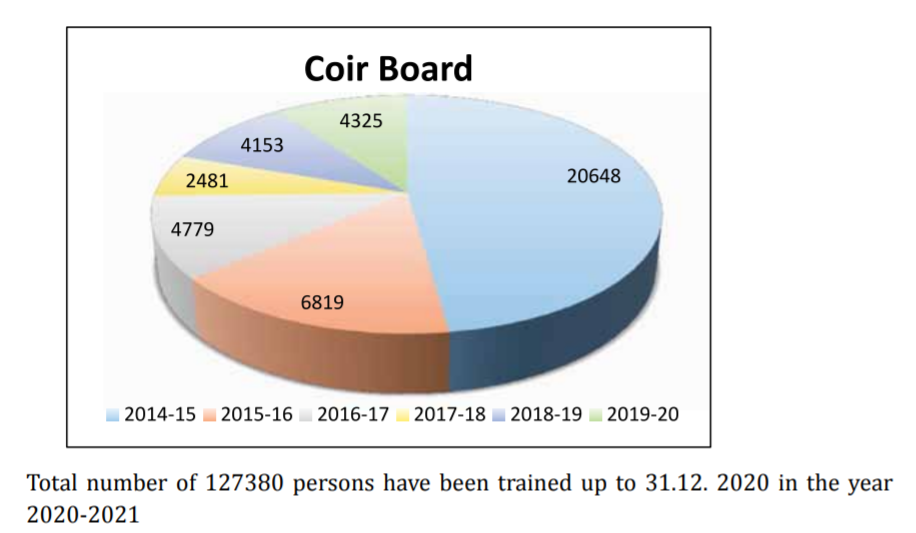 Coir Board
4325
4153
20648
2481
4779
6819
2014-15 2015-16 2016-17 2017-18 2018-19 2019-20
Total number of 127380 persons have been trained up to 31.12. 2020 in the year
2020-2021